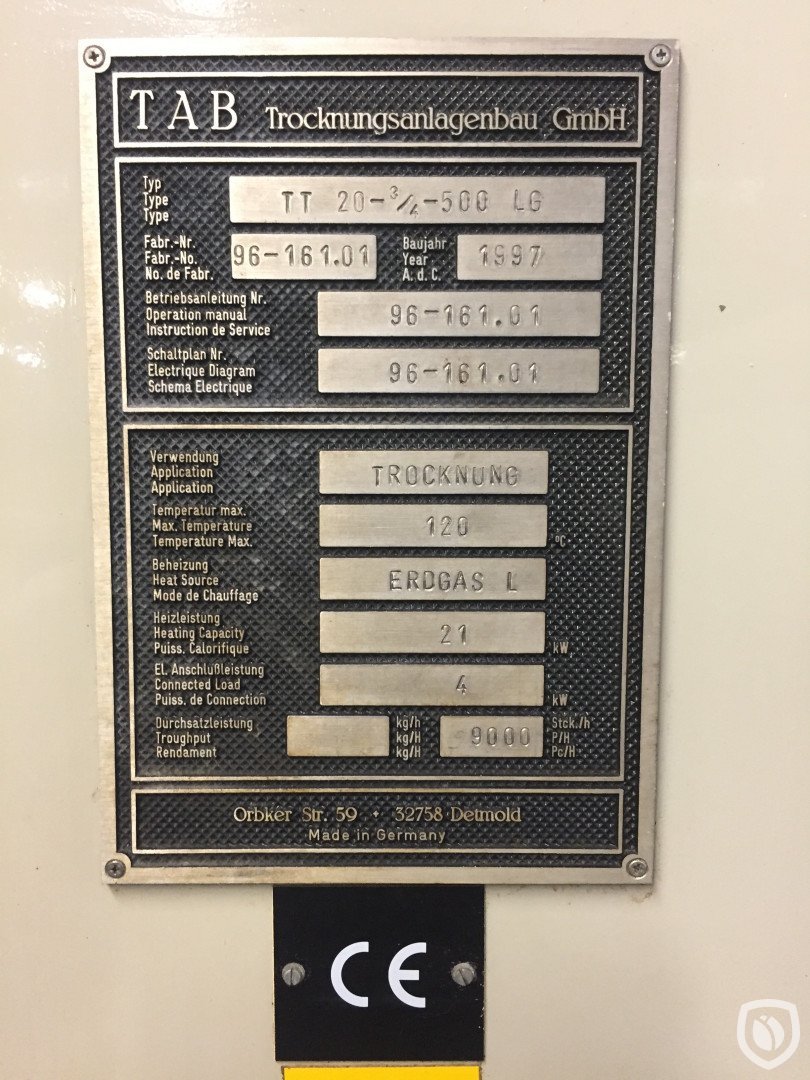 TAB Trocknungsanlagenbau GmbH
Typ
Type
Type
TT 20-3/4-500 LG
Fabr.-Nr.
Fabr.-No.
No. de Fabr.
96-161.01
Baujahr
Year
A. d. C.
1997
Betriebsanleitung Nr.
Operation manual
Instruction de Service
96-161.01
Schaltplan Nr.
Electrique Diagram
Schema Electrique
96-161.01
Verwendung
Application
Application
TROCKNUNG
Temperatur max.
Max. Temperature
Temperature Max.
120
°C
Beheizung
Heat Source
Mode de Chauffage
ERDGAS L
Heizleistung
Heating Capacity
Puiss. Calorifique
21
kW
El. Anschlußleistung
Connected Load
Puiss. de Connection
4
kW
Durchsatzleistung
Troughput
Rendament
kg/h
kg/H
kg/H
9000
Stck./h
P/H
Pc/H
Orbker Str. 59 + 32758 Detmold
Made in Germany
CE